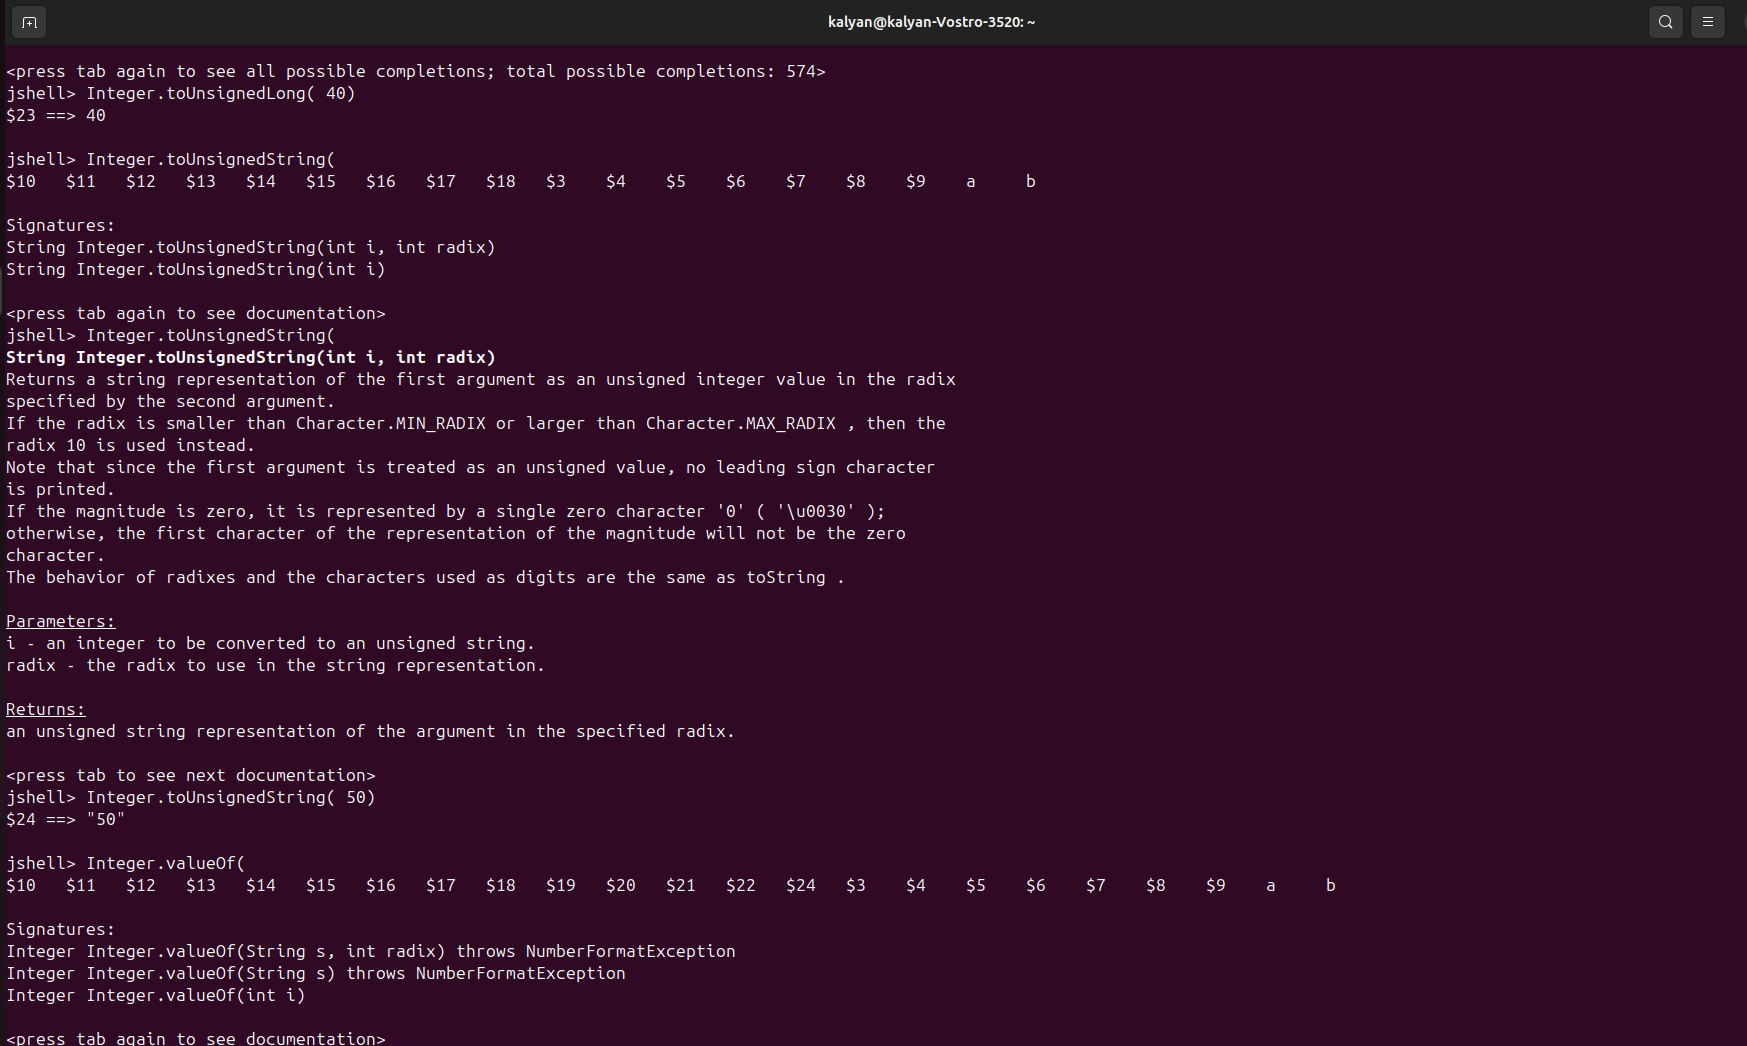 kalyan@kalyan-Vostro-3520: ~
<press tab again to see all possible completions; total possible completions: 574>
jshell> Integer.toUnsignedLong( 40)
$23 ==> 40
jshell> Integer.toUnsignedString(
$10 $11 $12 $13 $14 $15 $16 $17 $18 $3 $4 $5 $6 $7 $8 $9 a b
Signatures:
String Integer.toUnsignedString(int i, int radix)
String Integer.toUnsignedString(int i)
<press tab again to see documentation>
jshell> Integer.toUnsignedString(
String Integer.toUnsignedString(int i, int radix)
Returns a string representation of the first argument as an unsigned integer value in the radix
specified by the second argument.
If the radix is smaller than Character.MIN_RADIX or larger than Character.MAX_RADIX , then the
radix 10 is used instead.
Note that since the first argument is treated as an unsigned value, no leading sign character
is printed.
If the magnitude is zero, it is represented by a single zero character '0' ( '\u0030' );
otherwise, the first character of the representation of the magnitude will not be the zero
character.
The behavior of radixes and the characters used as digits are the same as toString .
Parameters:
i - an integer to be converted to an unsigned string.
radix - the radix to use in the string representation.
Returns:
an unsigned string representation of the argument in the specified radix.
<press tab to see next documentation>
jshell> Integer.toUnsignedString( 50)
$24 ==> "50"
jshell> Integer.valueOf(
$10 $11 $12 $13 $14 $15 $16 $17 $18 $19 $20 $21 $22 $24 $3 $4 $5 $6 $7 $8 $9 a b
Signatures:
Integer Integer.valueOf(String s, int radix) throws NumberFormatException
Integer Integer.valueOf(String s) throws NumberFormatException
Integer Integer.valueOf(int i)
<press tab again to see documentation>